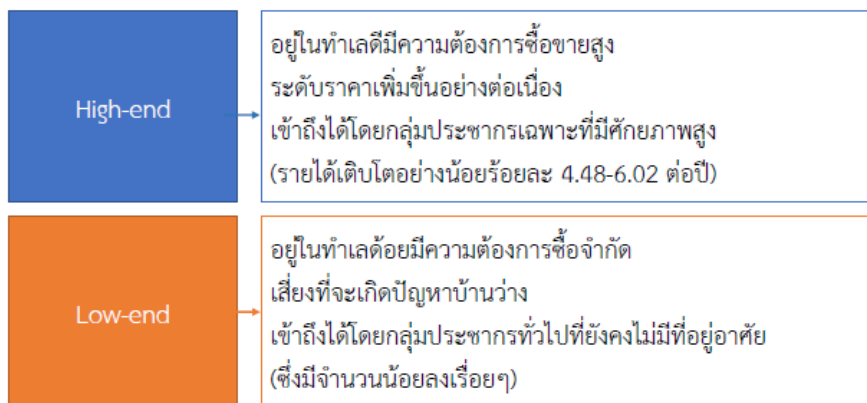 High-end
อยู่ในทำเลดีมีความต้องการซื้อขายสูง
ระดับราคาเพิ่มขึ้นอย่างต่อเนื่อง
เข้าถึงได้โดยกลุ่มประชากรเฉพาะที่มีศักยภาพสูง
(รายได้เติบโตอย่างน้อยร้อยละ 4.48-6.02 ต่อปี)
Low-end
อยู่ในทำเลด้อยมีความต้องการซื้อจำกัด
เสี่ยงที่จะเกิดปัญหาบ้านว่าง
เข้าถึงได้โดยกลุ่มประชากรทั่วไปที่ยังคงไม่มีที่อยู่อาศัย
(ซึ่งมีจำนวนน้อยลงเรื่อยๆ)